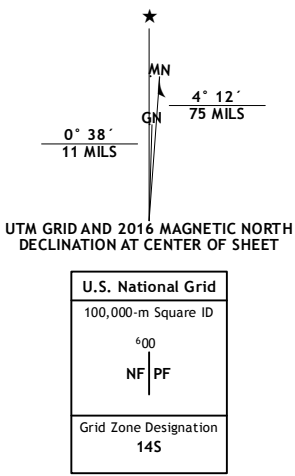 ★
MN
GN
4° 12´
75 MILS
0° 38´
11 MILS
UTM GRID AND 2016 MAGNETIC NORTH
DECLINATION AT CENTER OF SHEET
U.S. National Grid
100,000-m Square ID
⁶00
NF PF
Grid Zone Designation
14S